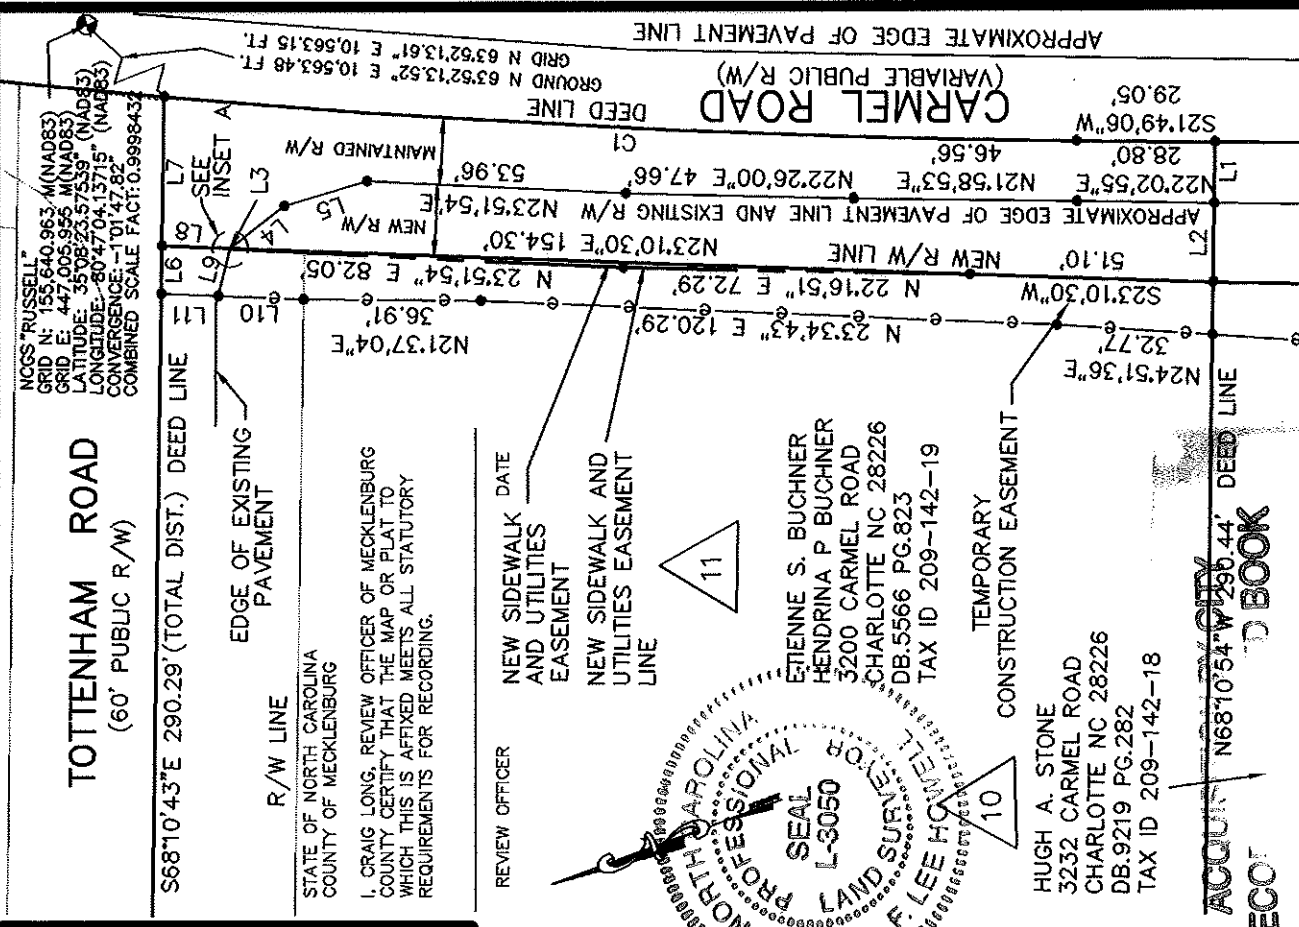 NCGS "RUSSELL"
GRID N: 155,640.963 M(NAD83)
GRID E: 447,005.955 M(NAD83)
LATITUDE: 35°08'23.57539" (NAD83)
LONGITUDE:-80°47'04.13715" (NAD83)
CONVERGENCE: -1°01'47.82"
COMBINED SCALE FACT: 0.9998432
GROUND N 63°52'13.52" E 10,563.48 FT.
GRID N 63°52'13.61" E 10,563.15 FT.
APPROXIMATE EDGE OF PAVEMENT LINE
CARMEL ROAD
(VARIABLE PUBLIC R/W)
DEED LINE
C1
S21°49'06"W
29.05'
L1
L7
SEE
INSET A
L3
MAINTAINED R/W
53.96'
N23°51'54"E
N22°26'00"E 47.66'
46.56'
N21°58'53"E
28.80'
N22°02'55"E
L8
L4
L5
NEW R/W
APPROXIMATE EDGE OF PAVEMENT LINE AND EXISTING R/W
N23°10'30"E 154.30'
NEW R/W LINE
51.10'
S23°10'30"W
L2
L6
L9
N 23°51'54" E 82.05'
N 22°16'51" E 72.29'
L11
L10
36.91'
N21°37'04"E
N 23°34'43" E 120.29'
32.77'
N24°51'36"E
TOTTENHAM ROAD
(60' PUBLIC R/W)
S68°10'43"E 290.29'(TOTAL DIST.) DEED LINE
EDGE OF EXISTING
PAVEMENT
R/W LINE
STATE OF NORTH CAROLINA
COUNTY OF MECKLENBURG
I, CRAIG LONG, REVIEW OFFICER OF MECKLENBURG
COUNTY CERTIFY THAT THE MAP OR PLAT TO
WHICH THIS IS AFFIXED MEETS ALL STATUTORY
REQUIREMENTS FOR RECORDING.
REVIEW OFFICER
DATE
NEW SIDEWALK
AND UTILITIES
EASEMENT
NEW SIDEWALK AND
UTILITIES EASEMENT
LINE
11
ETIENNE S. BUCHNER
HENDRINA P BUCHNER
3200 CARMEL ROAD
CHARLOTTE NC 28226
DB.5566 PG.823
TAX ID 209-142-19
TEMPORARY
CONSTRUCTION EASEMENT
NORTH CAROLINA
PROFESSIONAL
SEAL
L-3050
LAND SURVEYOR
F. LEE HOWELL
10
HUGH A. STONE
3232 CARMEL ROAD
CHARLOTTE NC 28226
DB.9219 PG.282
TAX ID 209-142-18
N68°10'54"W 290.44' DEED LINE
CITY
BOOK